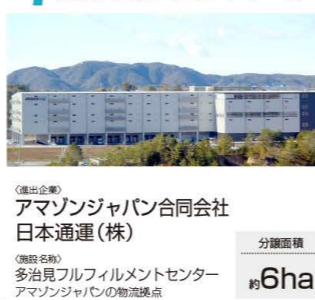 〈進出企業〉
アマゾンジャパン合同会社
日本通運(株)
〈施設名称〉
多治見フルフィルメントセンター
アマゾンジャパンの物流拠点
分譲面積
約6ha